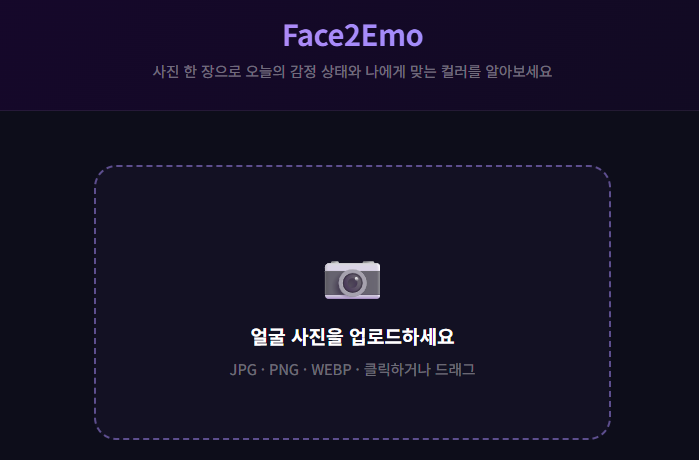 Face2Emo
사진 한 장으로 오늘의 감정 상태와 나에게 맞는 컬러를 알아보세요
얼굴 사진을 업로드하세요
JPG · PNG · WEBP · 클릭하거나 드래그